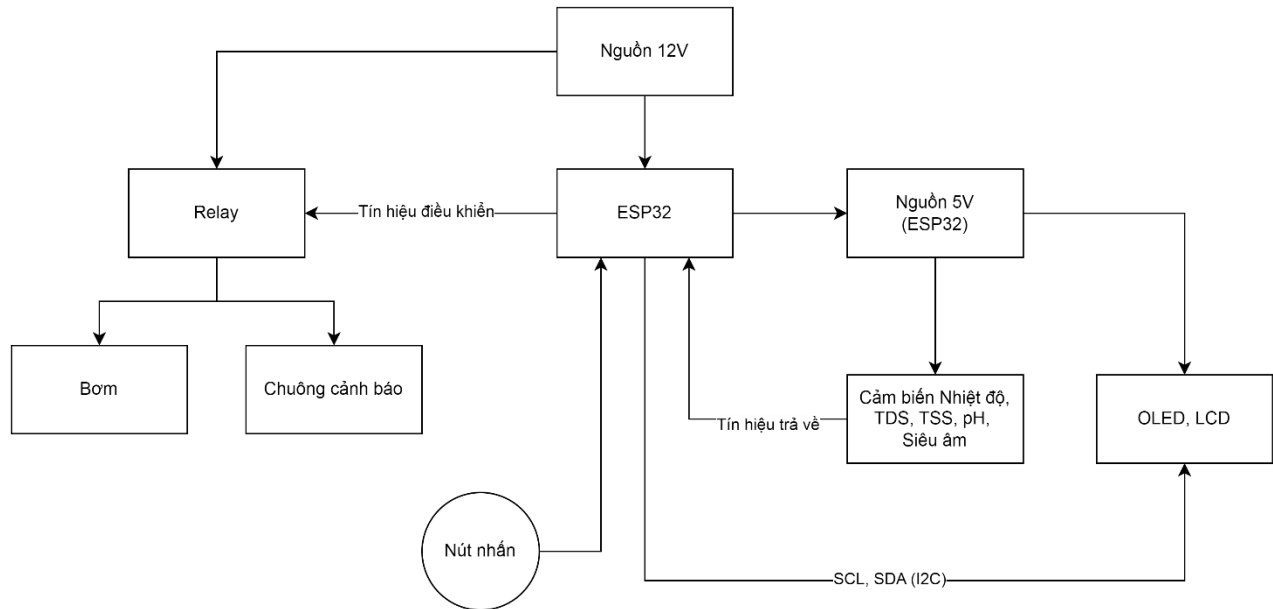 Nguồn 12V
Relay
Tín hiệu điều khiển
ESP32
Nguồn 5V
(ESP32)
Bơm
Chuông cảnh báo
Tín hiệu trả về
Cảm biến Nhiệt độ,
TDS, TSS, pH,
Siêu âm
OLED, LCD
Nút nhấn
SCL, SDA (I2C)